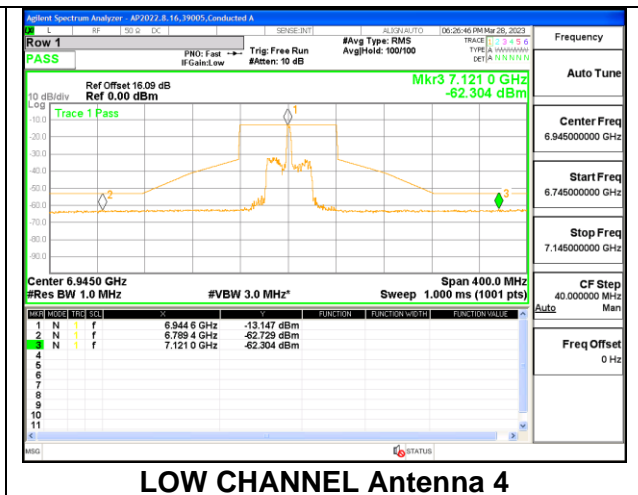 Agilent Spectrum Analyzer - AP2022.8.16,39005,Conducted A
L RF 50 Ω DC SENSE:INT ALIGN AUTO 06:26:46 PM Mar 28, 2023
Row 1
PASS
PNO: Fast
IFGain:Low
Trig: Free Run
#Atten: 10 dB
#Avg Type: RMS
Avg|Hold: 100/100
TRACE 1 2 3 4 5 6
TYPE A
DET A N N N N N
Ref Offset 16.09 dB
Ref 0.00 dBm
10 dB/div
Log
Mkr3 7.121 0 GHz
-62.304 dBm
Trace 1 Pass
1
2
3
-10.0
-20.0
-30.0
-40.0
-50.0
-60.0
-70.0
-80.0
-90.0
Center 6.9450 GHz Span 400.0 MHz
#Res BW 1.0 MHz #VBW 3.0 MHz* Sweep 1.000 ms (1001 pts)
MKR MODE TRC SCL X Y FUNCTION FUNCTION WIDTH FUNCTION VALUE
1 N 1 f 6.944 6 GHz -13.147 dBm
2 N 1 f 6.789 4 GHz -62.729 dBm
3 N 1 f 7.121 0 GHz -62.304 dBm
4
5
6
7
8
9
10
11
MSG STATUS
Frequency
Auto Tune
Center Freq
6.945000000 GHz
Start Freq
6.745000000 GHz
Stop Freq
7.145000000 GHz
CF Step
40.000000 MHz
Auto Man
Freq Offset
0 Hz
LOW CHANNEL Antenna 4